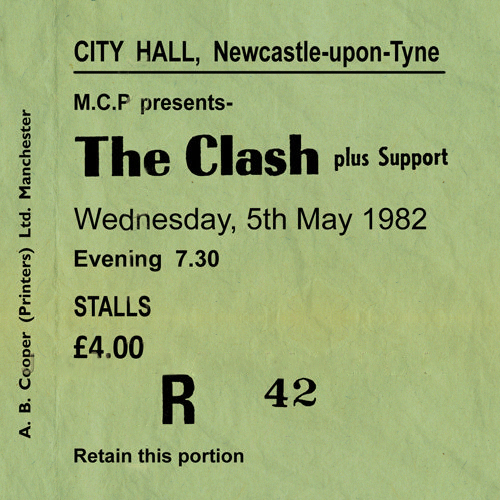 CITY HALL, Newcastle-upon-Tyne
M.C.P presents-
The Clash plus Support
Wednesday, 5th May 1982
Evening 7.30
STALLS
£4.00
R 42
Retain this portion
A. B. Cooper (Printers) Ltd. Manchester